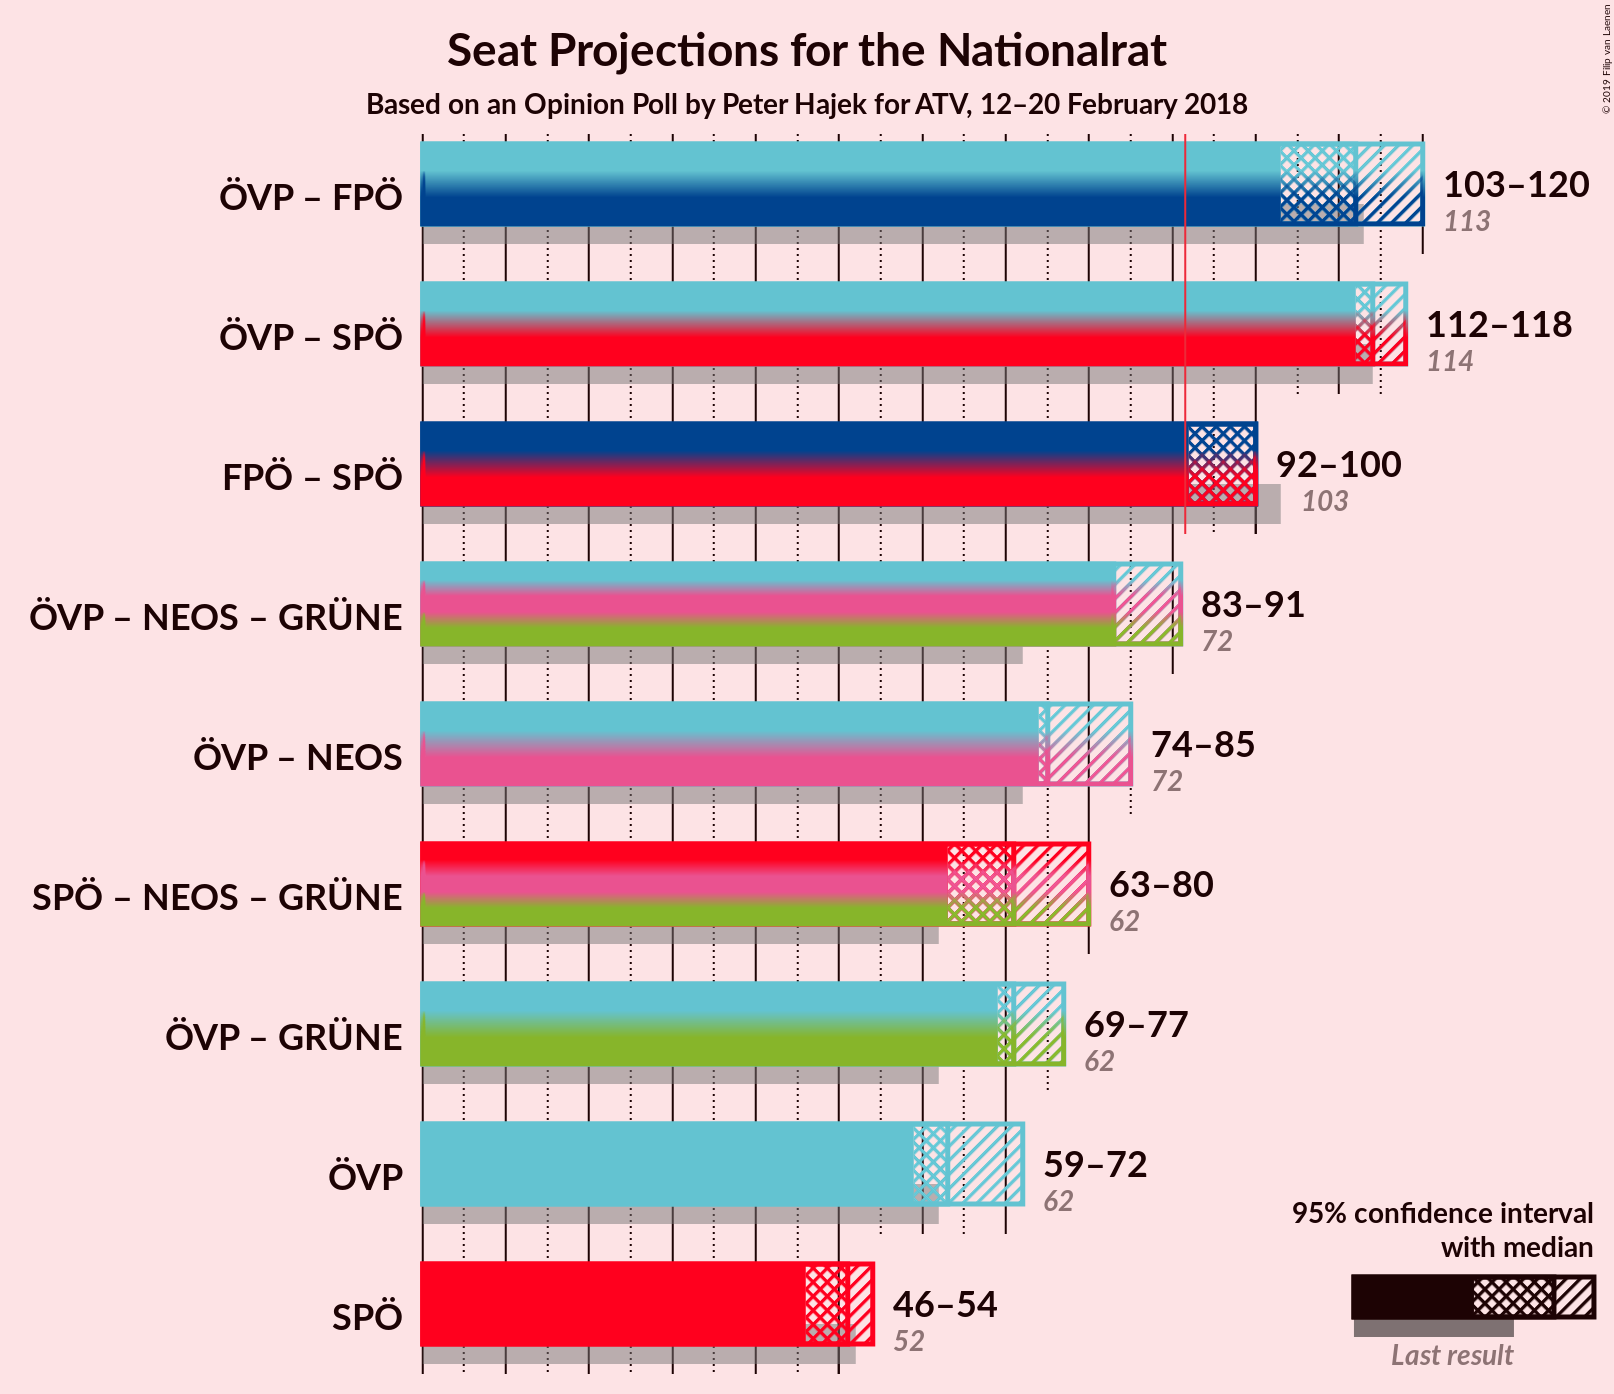 Seat Projections for the Nationalrat
Based on an Opinion Poll by Peter Hajek for ATV, 12–20 February 2018
© 2019 Filip van Laenen
ÖVP – FPÖ
103–120
113
ÖVP – SPÖ
112–118
114
FPÖ – SPÖ
92–100
103
ÖVP – NEOS – GRÜNE
83–91
72
ÖVP – NEOS
74–85
72
SPÖ – NEOS – GRÜNE
63–80
62
ÖVP – GRÜNE
69–77
62
ÖVP
59–72
62
SPÖ
46–54
52
95% confidence interval
with median
Last result